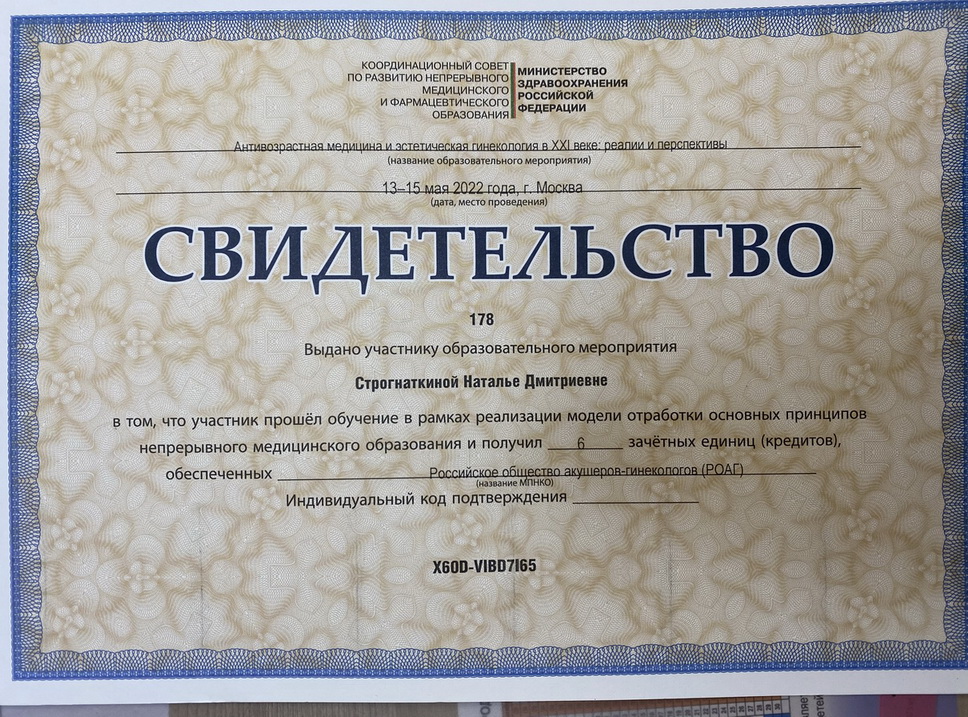 КООРДИНАЦИОННЫЙ СОВЕТ
ПО РАЗВИТИЮ НЕПРЕРЫВНОГО
МЕДИЦИНСКОГО
И ФАРМАЦЕВТИЧЕСКОГО
ОБРАЗОВАНИЯ
МИНИСТЕРСТВО
ЗДРАВООХРАНЕНИЯ
РОССИЙСКОЙ
ФЕДЕРАЦИИ
Антивозрастная медицина и эстетическая гинекология в XXI веке: реалии и перспективы
(название образовательного мероприятия)
13–15 мая 2022 года, г. Москва
(дата, место проведения)
СВИДЕТЕЛЬСТВО
178
Выдано участнику образовательного мероприятия
Строгнаткиной Наталье Дмитриевне
в том, что участник прошёл обучение в рамках реализации модели отработки основных принципов
непрерывного медицинского образования и получил 6 зачётных единиц (кредитов),
обеспеченных Российское общество акушеров-гинекологов (РОАГ)
(название МПНКО)
Индивидуальный код подтверждения
X60D-VIBD7I65